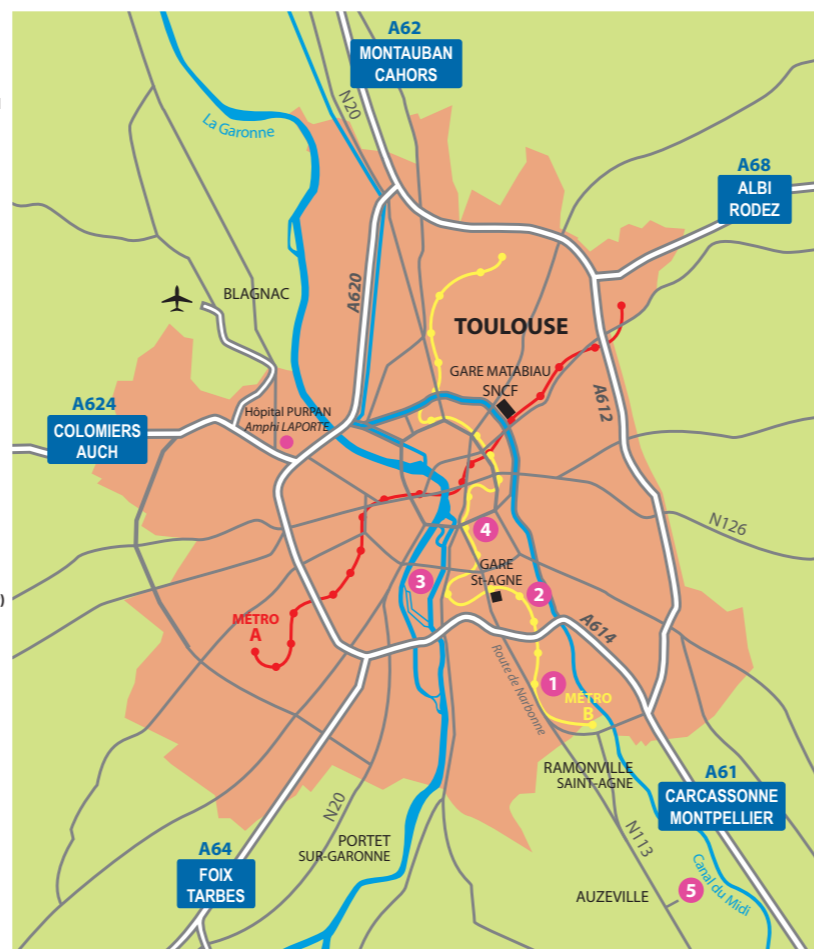 A62
MONTAUBAN
CAHORS
N20
La Garonne
A68
ALBI
RODEZ
A620
BLAGNAC
TOULOUSE
GARE MATABIAU
SNCF
A612
A624
COLOMIERS
AUCH
Hôpital PURPAN
Amphi LAPORTE
N126
4
GARE
St-AGNE
3
2
)
MÉTRO
A
A614
Route de Narbonne
1
MÉTRO
B
RAMONVILLE
SAINT-AGNE
A61
CARCASSONNE
MONTPELLIER
N20
PORTET
SUR-GARONNE
N113
A64
FOIX
TARBES
AUZEVILLE
5
Canal du Midi